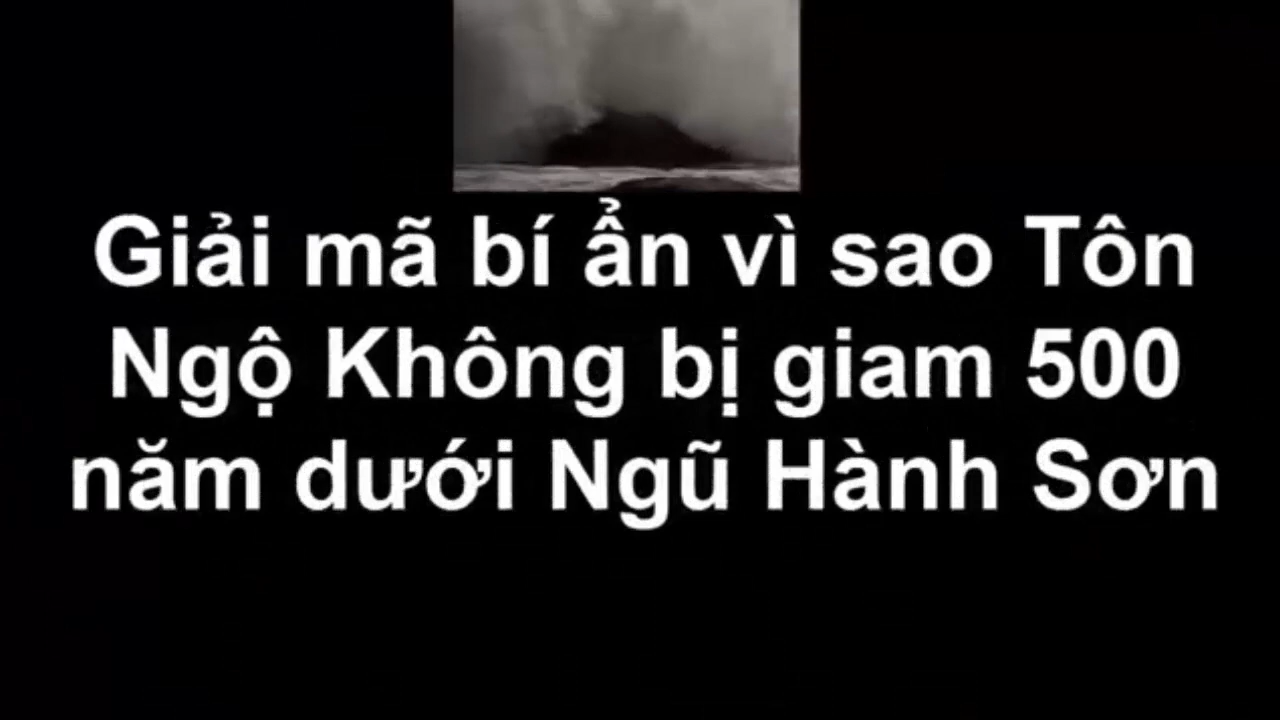 Giải mã bí ẩn vì sao Tôn
Ngộ Không bị giam 500
năm dưới Ngũ Hành Sơn